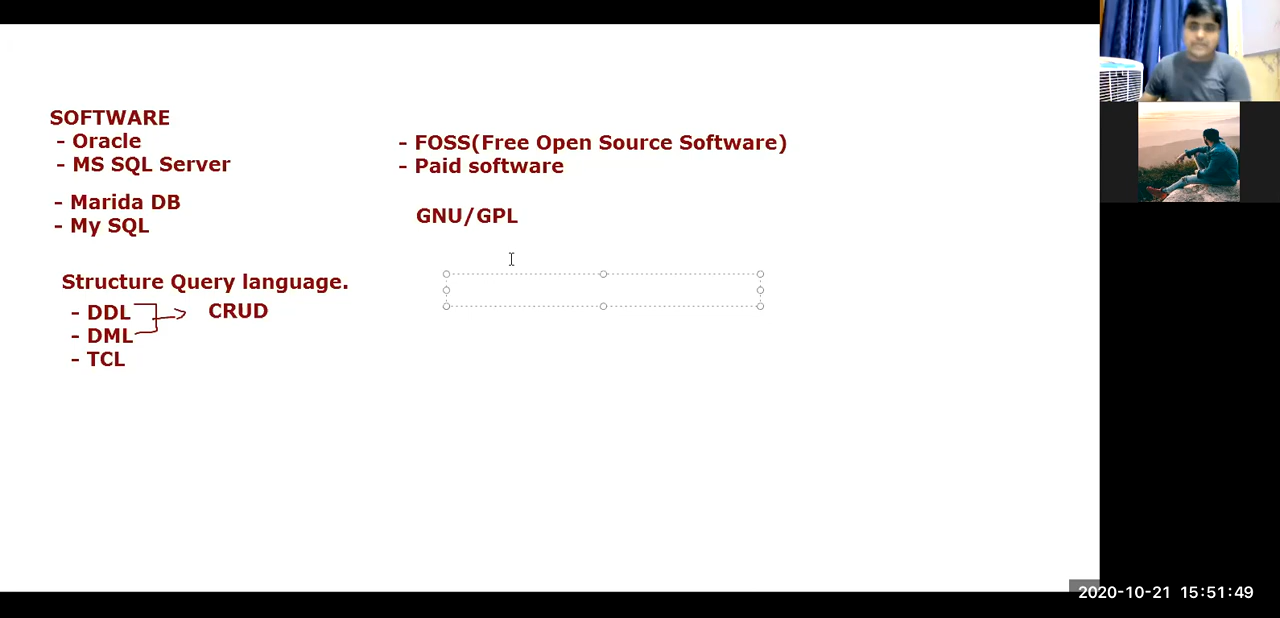 SOFTWARE
- Oracle
- MS SQL Server
- Marida DB
- My SQL
Structure Query language.
- DDL
- DML
- TCL
CRUD
- FOSS(Free Open Source Software)
- Paid software
GNU/GPL
2020-10-21 15:51:49